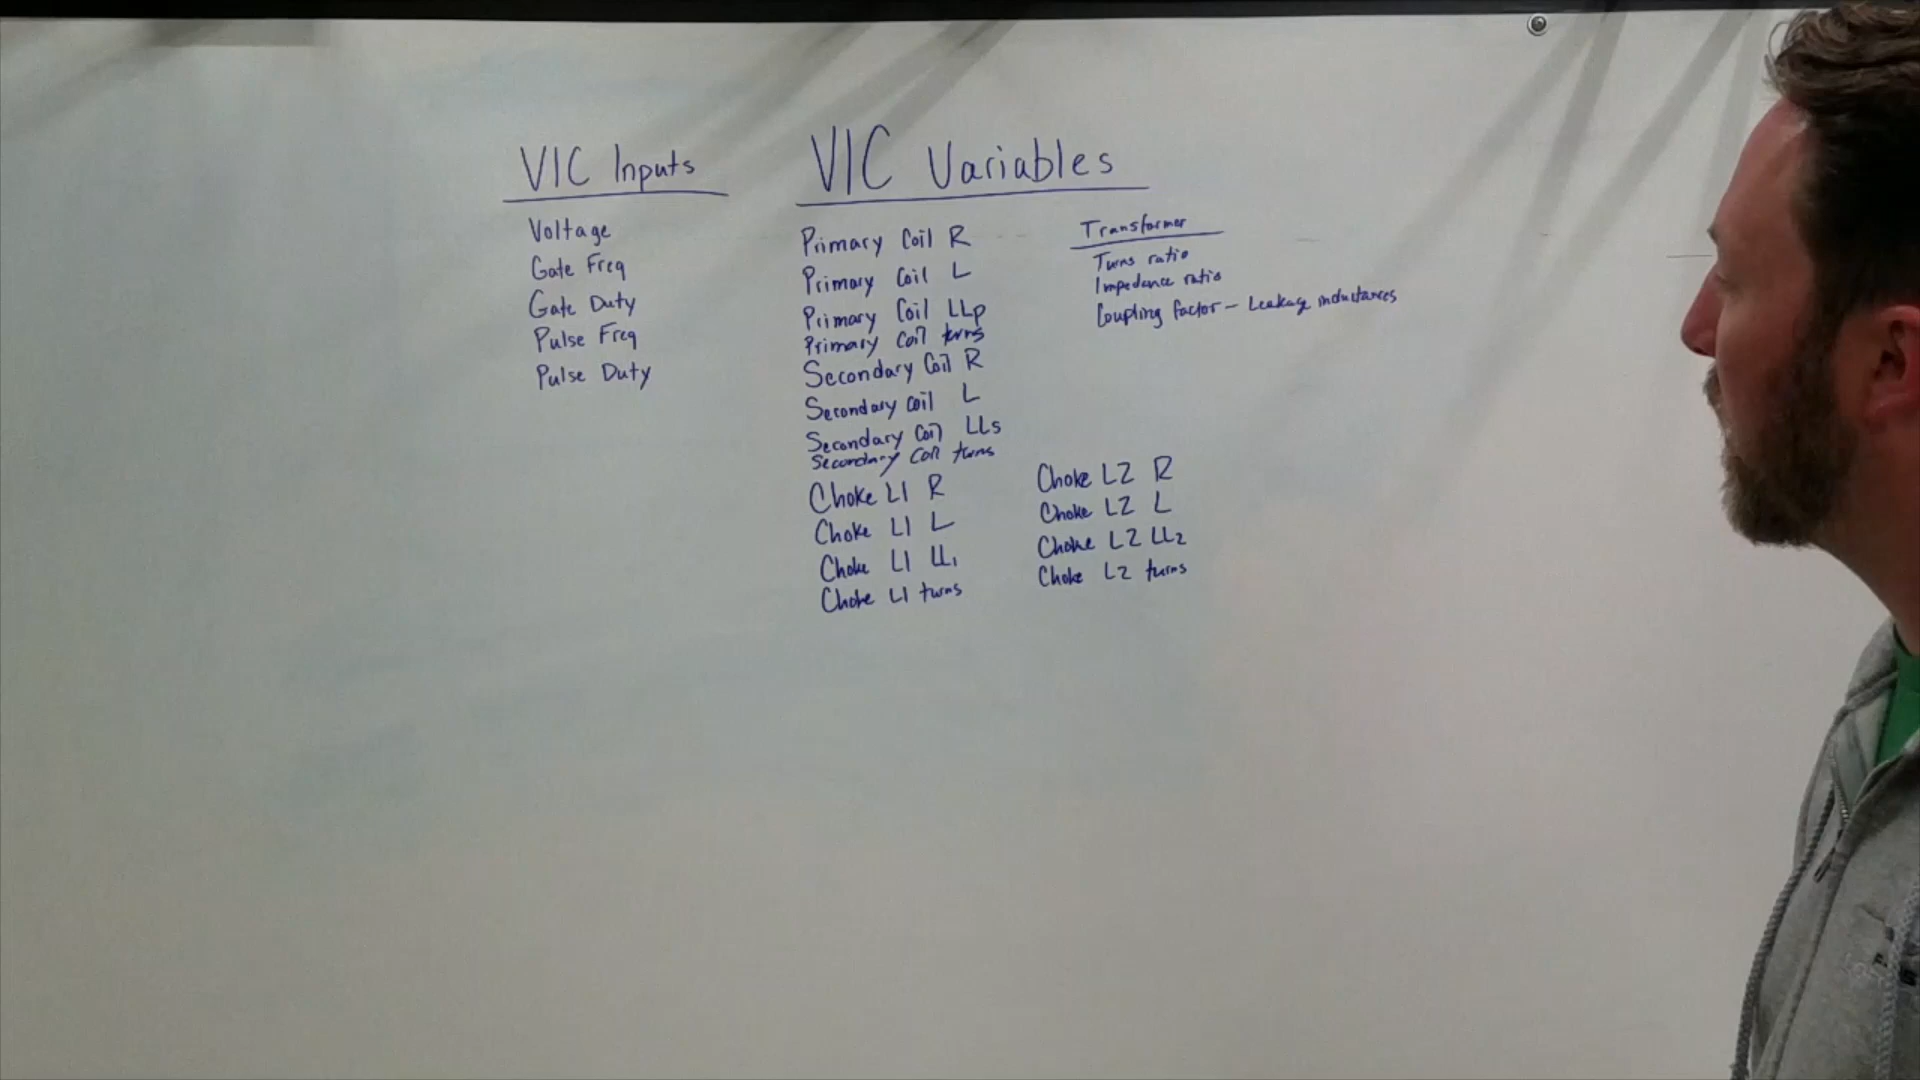 VIC Inputs
Voltage
Gate Freq
Gate Duty
Pulse Freq
Pulse Duty
VIC Variables
Primary Coil R
Primary Coil L
Primary Coil LLp
Primary Coil turns
Secondary Coil R
Secondary Coil L
Secondary Coil LLs
Secondary Coil turns
Choke L1 R
Choke L1 L
Choke L1 LL1
Choke L1 turns
Transformer
Turns ratio
Impedance ratio
Coupling factor - Leakage inductances
Choke L2 R
Choke L2 L
Choke L2 LL2
Choke L2 turns